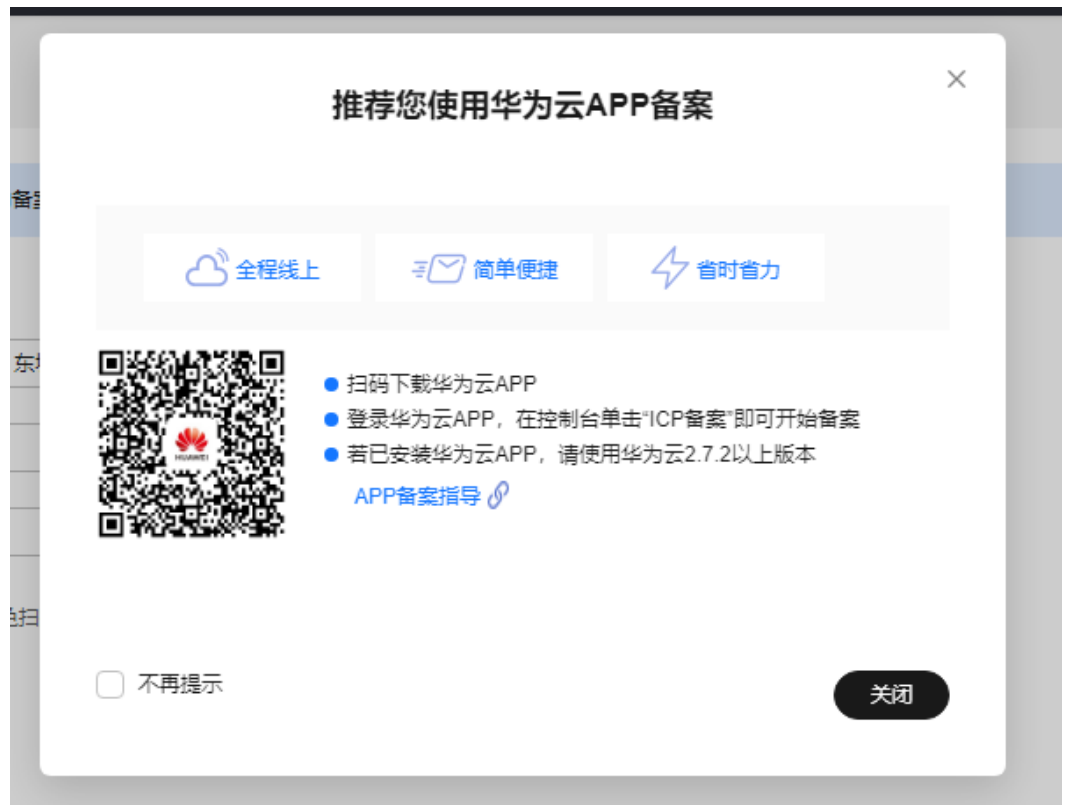 推荐您使用华为云APP备案
备
全程线上
简单便捷
省时省力
东
HUAWEI
扫码下载华为云APP
登录华为云APP，在控制台单击“ICP备案”即可开始备案
若已安装华为云APP，请使用华为云2.7.2以上版本
APP备案指导
扫
不再提示
关闭